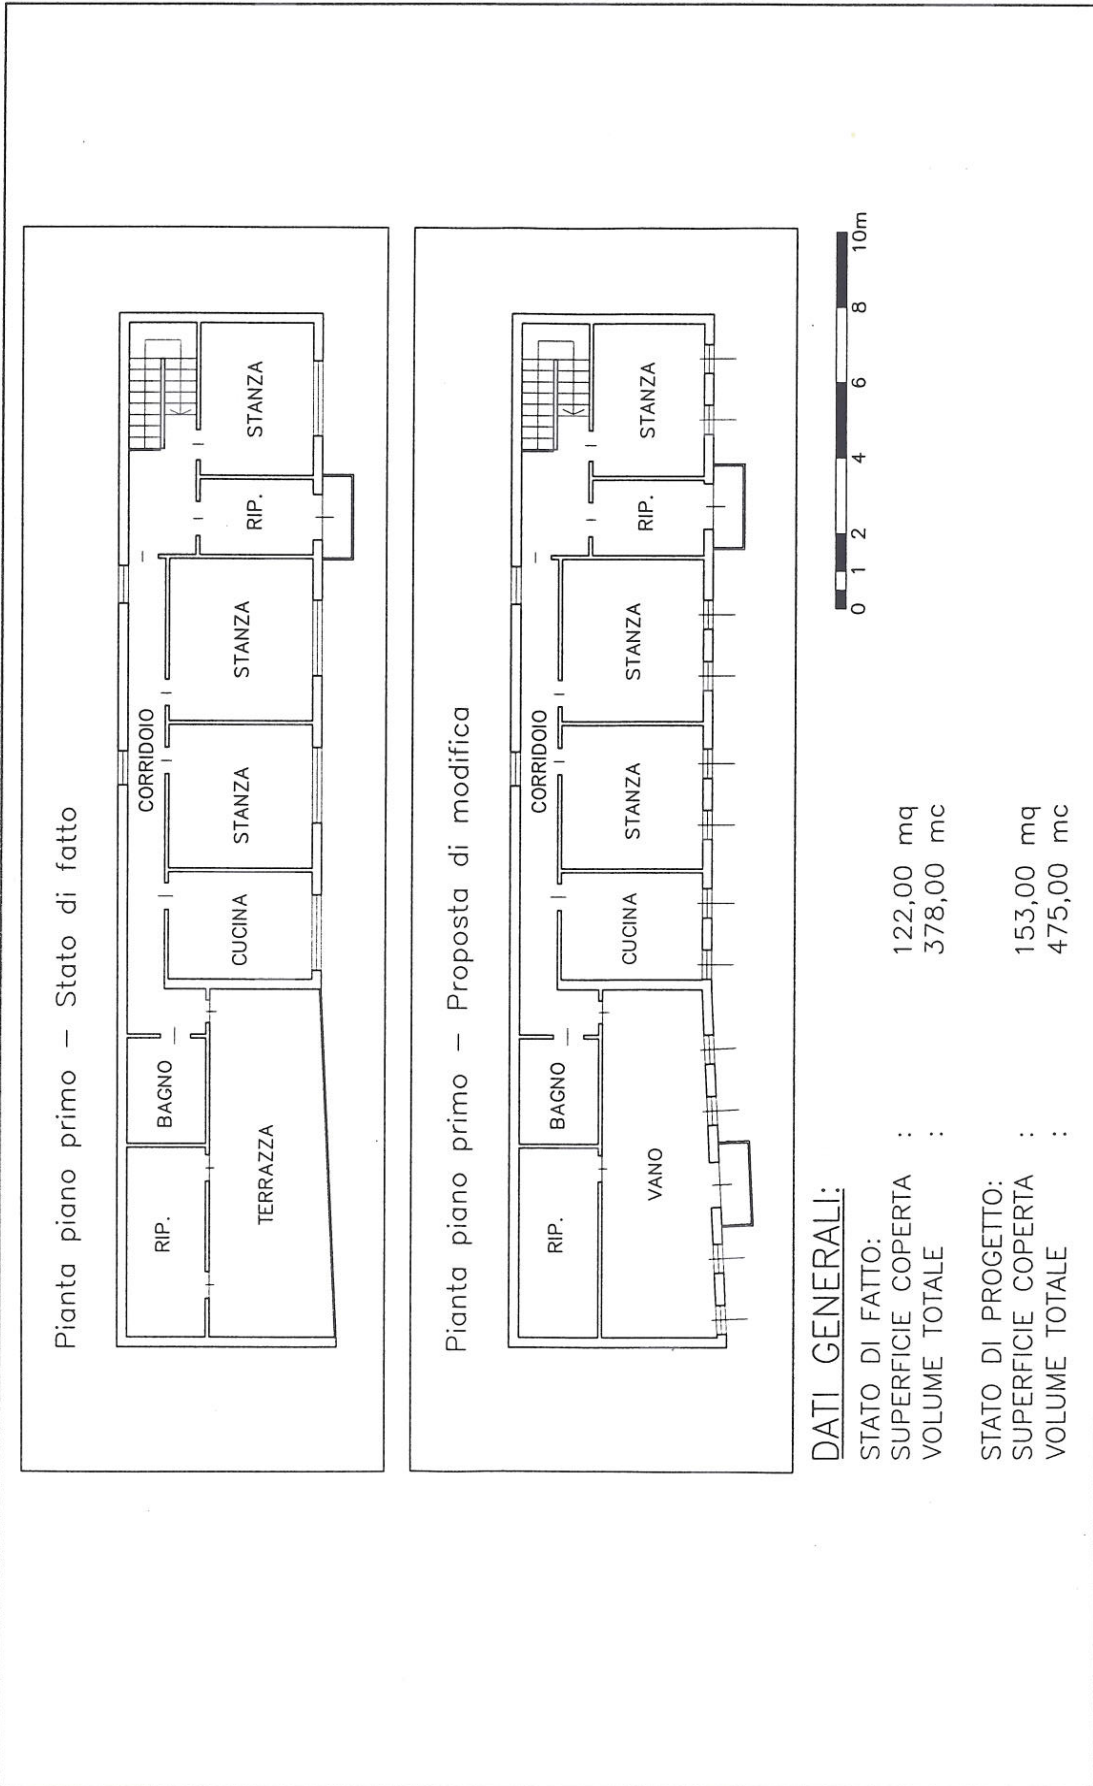 Pianta piano primo – Stato di fatto
RIP.
BAGNO
CORRIDOIO
TERRAZZA
CUCINA
STANZA
STANZA
RIP.
STANZA
Pianta piano primo – Proposta di modifica
RIP.
BAGNO
CORRIDOIO
VANO
CUCINA
STANZA
STANZA
RIP.
STANZA
0 1 2 4 6 8 10m
DATI GENERALI:
STATO DI FATTO:
SUPERFICIE COPERTA : 122,00 mq
VOLUME TOTALE : 378,00 mc
STATO DI PROGETTO:
SUPERFICIE COPERTA : 153,00 mq
VOLUME TOTALE : 475,00 mc